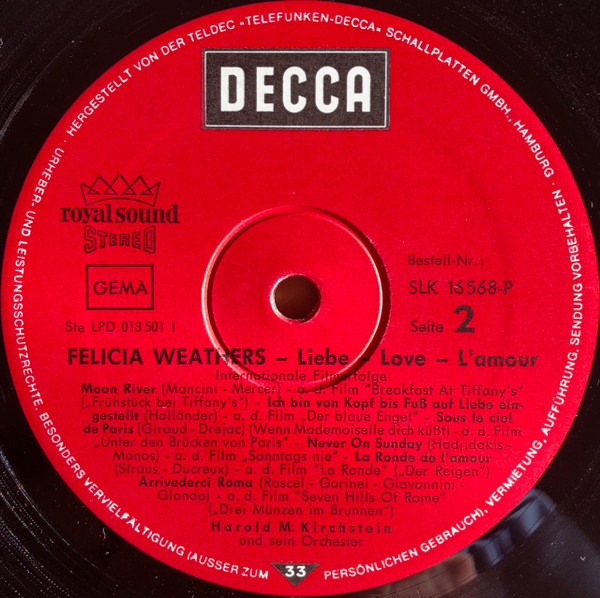 HERGESTELLT VON DER TELDEC „TELEFUNKEN-DECCA" SCHALLPLATTEN GMBH., HAMBURG ·
URHEBER- UND LEISTUNGSSCHUTZRECHTE, BESONDERS VERVIELFÄLTIGUNG (AUSSER ZUM PERSÖNLICHEN GEBRAUCH), VERMIETUNG, AUFFÜHRUNG, SENDUNG VORBEHALTEN ·
DECCA
royal sound
STEREO
GEMA
Ste LPD 013 501 I
Bestell-Nr.:
SLK 16568-P
Seite 2
FELICIA WEATHERS – Liebe – Love – L'amour
Internationale Filmerfolge
Moon River (Mancini - Mercer) - a. d. Film "Breakfast At Tiffany's"
(„Frühstück bei Tiffany's") - Ich bin von Kopf bis Fuß auf Liebe ein-
gestellt (Holländer) - a. d. Film „Der blaue Engel" - Sous le ciel
de Paris (Giraud - Drejac) (Wenn Mademoiselle dich küßt) - a. d. Film
„Unter den Brücken von Paris" - Never On Sunday (Hadjidakis-
Manos) - a. d. Film „Sonntags nie" - La Ronde de l'amour
(Straus - Ducreux) - a. d. Film "La Ronde" („Der Reigen")
Arrivederci Roma (Rascel - Garinei - Giovannini -
Glando) - a. d. Film "Seven Hills Of Rome"
(„Drei Münzen im Brunnen")
Harold M. Kirchstein
und sein Orchester
33